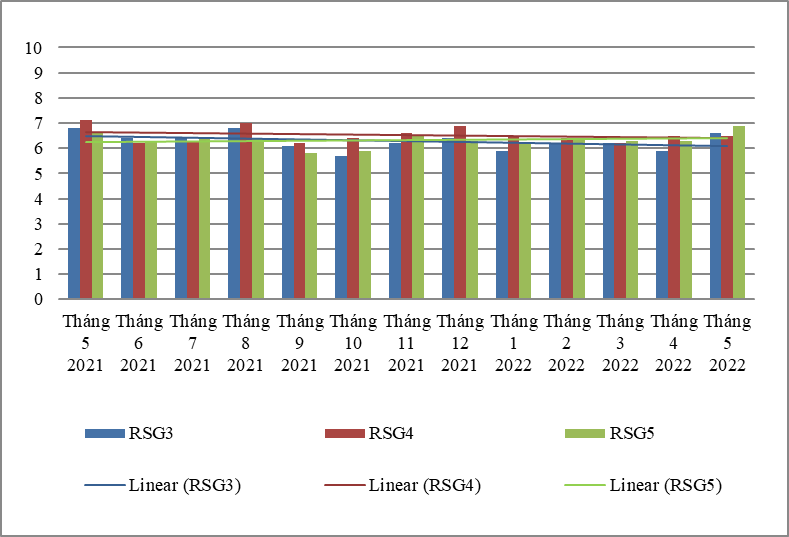 10
9
8
7
6
5
4
3
2
1
0
Tháng 5 2021
Tháng 6 2021
Tháng 7 2021
Tháng 8 2021
Tháng 9 2021
Tháng 10 2021
Tháng 11 2021
Tháng 12 2021
Tháng 1 2022
Tháng 2 2022
Tháng 3 2022
Tháng 4 2022
Tháng 5 2022
RSG3
RSG4
RSG5
Linear (RSG3)
Linear (RSG4)
Linear (RSG5)